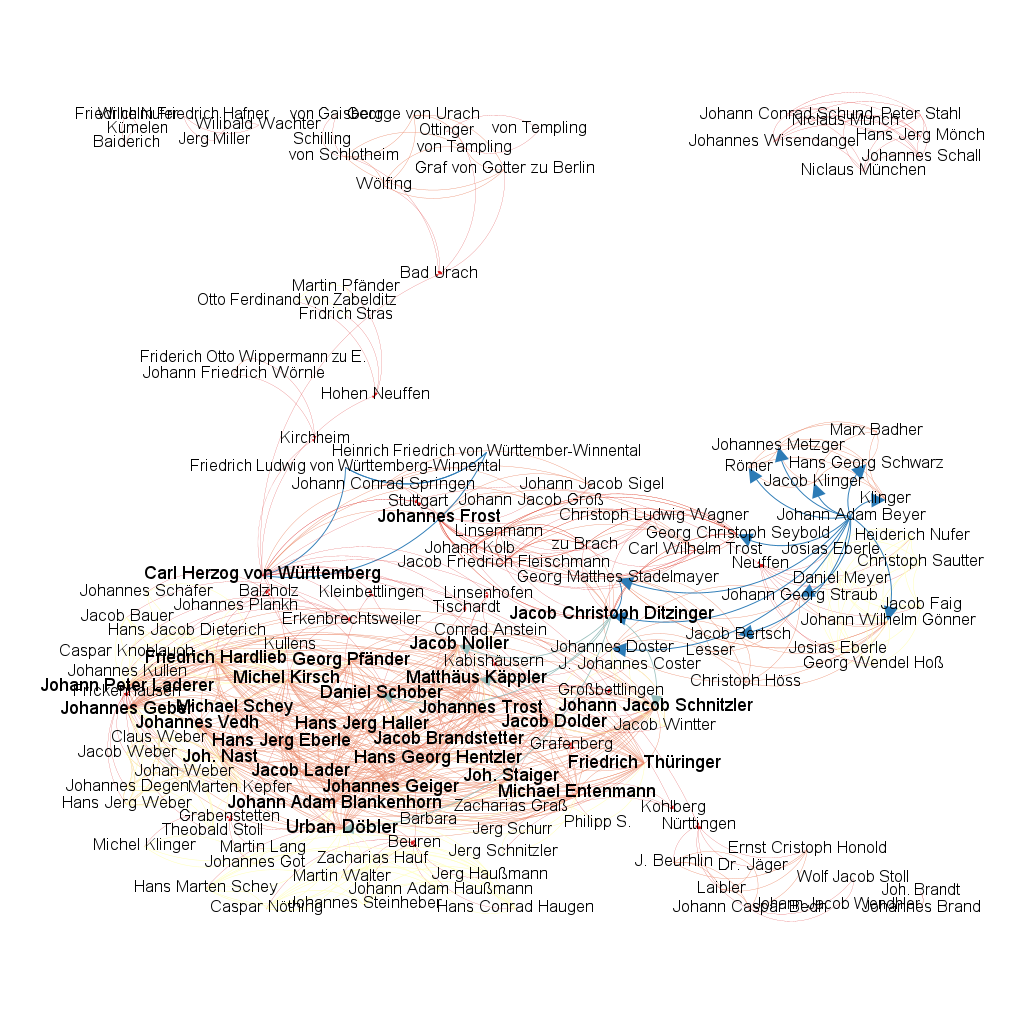 Friedrich Hafner
Wilibald Wachter
Kümelen
Baiderich
Jerg Miller
von Gaisberg
George von Urach
Ottinger
von Templing
Schilling
von Tampling
von Schlotheim
Graf von Gotter zu Berlin
Wölfing
Johann Conrad Schund
Peter Stahl
Niclaus Münch
Hans Jerg Mönch
Johannes Wisendangel
Johannes Schall
Niclaus München
Bad Urach
Martin Pfänder
Otto Ferdinand von Zabelditz
Fridrich Stras
Friderich Otto Wippermann zu E.
Johann Friedrich Wörnle
Hohen Neuffen
Kirchheim
Marx Badher
Johannes Metzger
Heinrich Friedrich von Württember-Winnental
Friedrich Ludwig von Württemberg-Winnental
Römer
Hans Georg Schwarz
Jacob Klinger
Johann Conrad Springen
Johann Jacob Sigel
Stuttgart
Johann Jacob Groß
Klinger
Johannes Frost
Christoph Ludwig Wagner
Johann Adam Beyer
Linsenmann
Georg Christoph Seybold
Heiderich Nufer
Johann Kolb
zu Brach
Carl Wilhelm Trost
Josias Eberle
Jacob Friedrich Fleischmann
Neuffen
Christoph Sautter
Carl Herzog von Württemberg
Georg Matthes Stadelmayer
Daniel Meyer
Johannes Schäfer
Balzholz
Kleinbettlingen
Linsenhofen
Johann Georg Straub
Johannes Plankh
Tischardt
Jacob Faig
Jacob Bauer
Erkenbrechtsweiler
Jacob Christoph Ditzinger
Johann Wilhelm Gönner
Hans Jacob Dieterich
Conrad Anstein
Jacob Bertsch
Kullens
Jacob Noller
Johannes Doster
Lesser
Josias Eberle
Caspar Knoblauch
Friedrich Hardlieb
Georg Pfänder
Kabishäusern
J. Johannes Coster
Georg Wendel Hoß
Johannes Kullen
Michel Kirsch
Matthäus Käppler
Christoph Höss
Johann Peter Laderer
Frickenhausen
Daniel Schober
Großbettlingen
Johannes Gebel
Michael Schey
Johannes Trost
Johann Jacob Schnitzler
Johannes Vedh
Hans Jerg Haller
Jacob Dolder
Jacob Wintter
Claus Weber
Hans Jerg Eberle
Jacob Brandstetter
Grafenberg
Jacob Weber
Joh. Nast
Hans Georg Hentzler
Friedrich Thüringer
Johan Weber
Jacob Lader
Joh. Staiger
Johannes Degen
Marten Kepfer
Johannes Geiger
Michael Entenmann
Hans Jerg Weber
Johann Adam Blankenhorn
Zacharias Graß
Kohlberg
Grabenstetten
Barbara
Philipp S.
Nürttingen
Theobald Stoll
Urban Döbler
Jerg Schurr
Michel Klinger
Martin Lang
Beuren
Jerg Schnitzler
Ernst Cristoph Honold
Johannes Got
Zacharias Hauf
J. Beurhlin
Dr. Jäger
Martin Walter
Jerg Haußmann
Wolf Jacob Stoll
Hans Marten Schey
Johann Adam Haußmann
Laibler
Joh. Brandt
Caspar Nöthing
Johannes Steinheber
Hans Conrad Haugen
Johann Caspar Bedh
Johann Jacob Wendhler
Johannes Brand